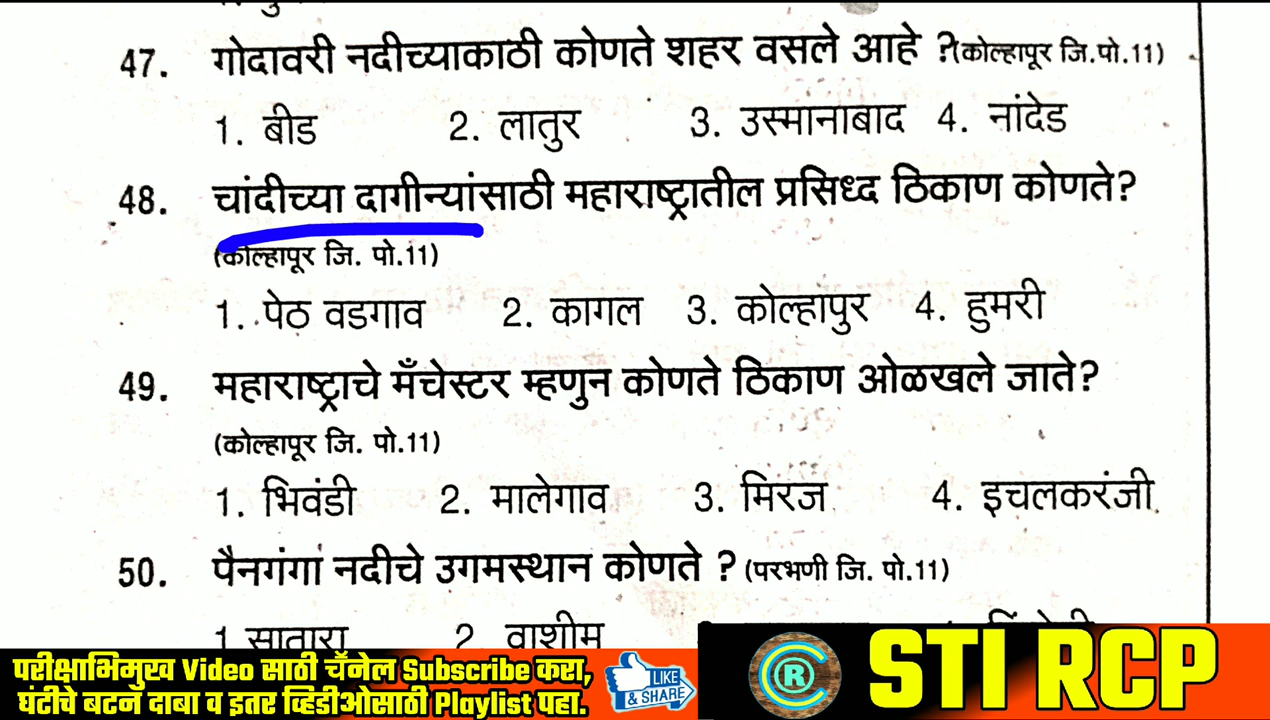 47. गोदावरी नदीच्याकाठी कोणते शहर वसले आहे ?(कोल्हापूर जि.पो.11)
1. बीड 2. लातुर 3. उस्मानाबाद 4. नांदेड
48. चांदीच्या दागीन्यांसाठी महाराष्ट्रातील प्रसिध्द ठिकाण कोणते?
(कोल्हापूर जि. पो.11)
1. पेठ वडगाव 2. कागल 3. कोल्हापुर 4. हुमरी
49. महाराष्ट्राचे मँचेस्टर म्हणुन कोणते ठिकाण ओळखले जाते?
(कोल्हापूर जि. पो.11)
1. भिवंडी 2. मालेगाव 3. मिरज 4. इचलकरंजी
50. पैनगंगां नदीचे उगमस्थान कोणते ? (परभणी जि. पो.11)
1 सातारा 2. वाशीम
परीक्षाभिमुख Video साठी चॅनेल Subscribe करा,
घंटीचे बटन दाबा व इतर व्हिडीओसाठी Playlist पहा.
LIKE
& SHARE
C R
STI RCP